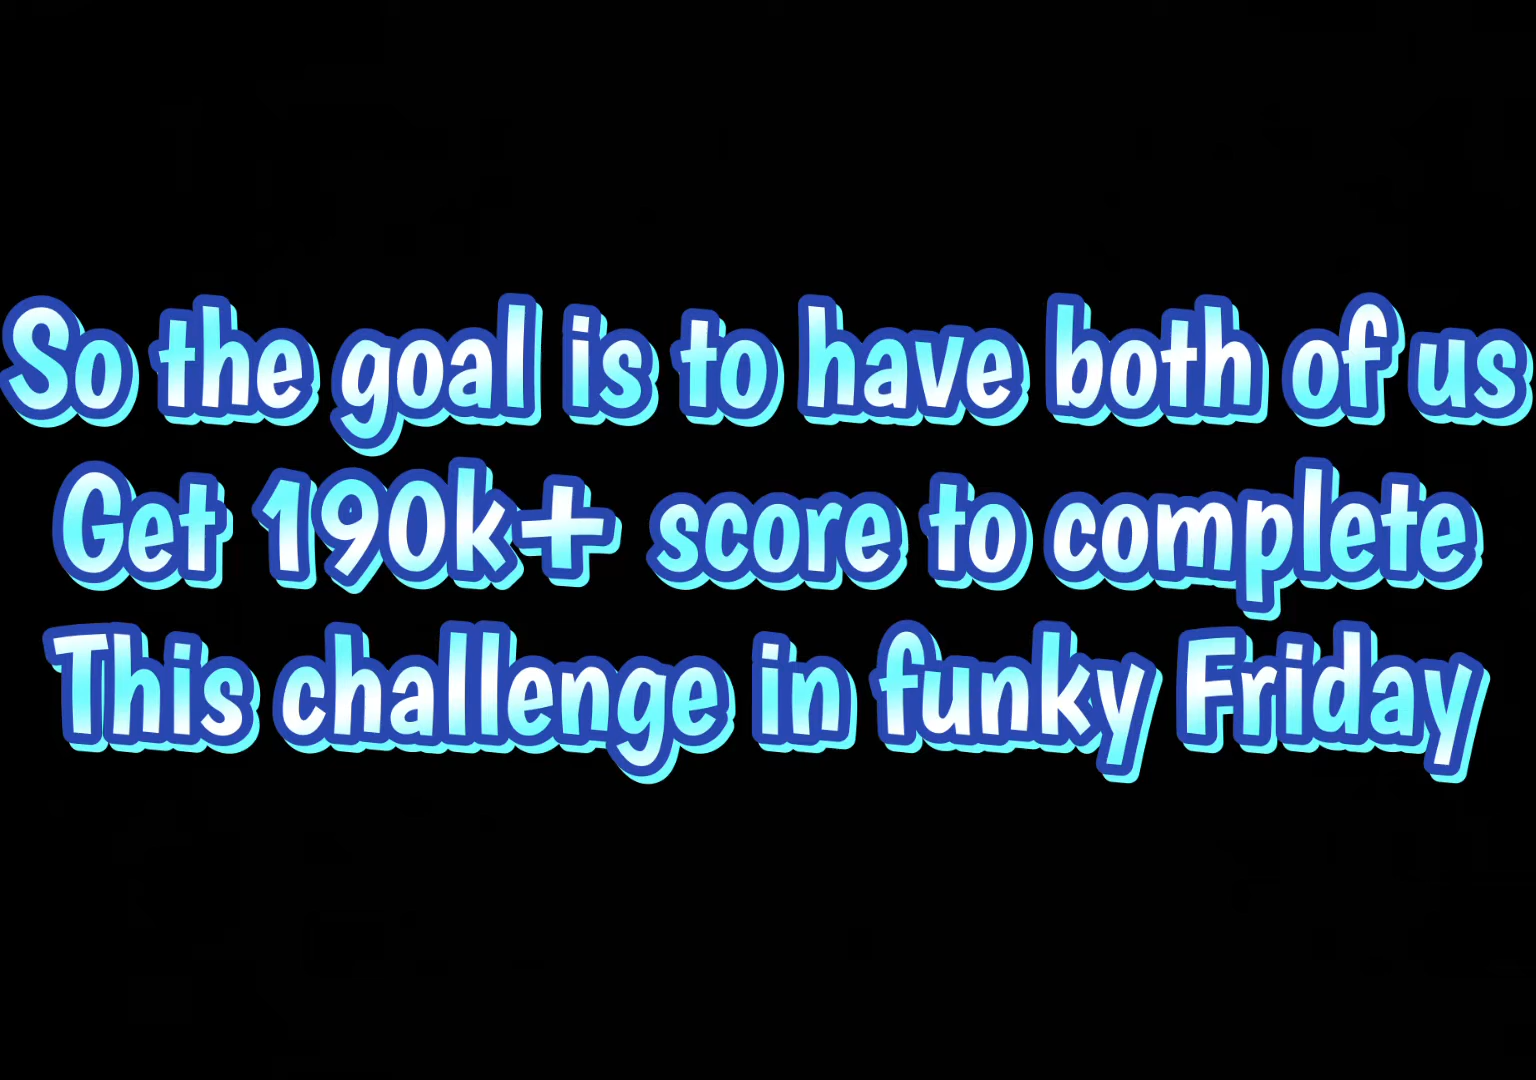 So the goal is to have both of us
Get 190k+ score to complete
This challenge in funky Friday